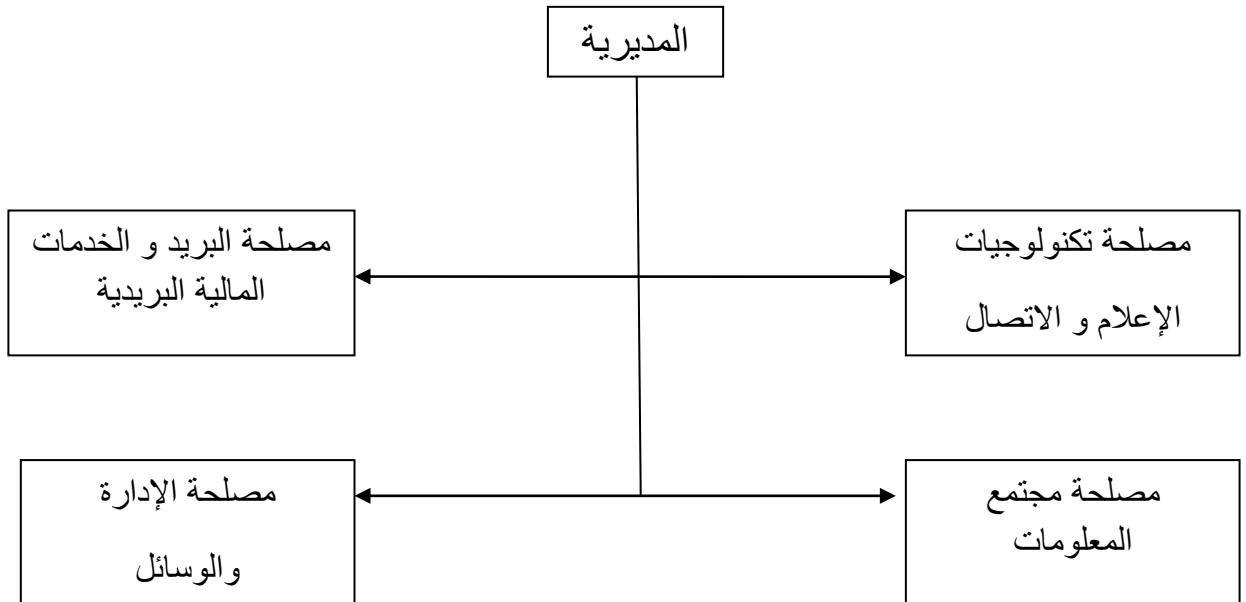 المديرية
مصلحة تكنولوجيات
الإعلام و الاتصال
مصلحة البريد و الخدمات
المالية البريدية
مصلحة مجتمع
المعلومات
مصلحة الإدارة
والوسائل